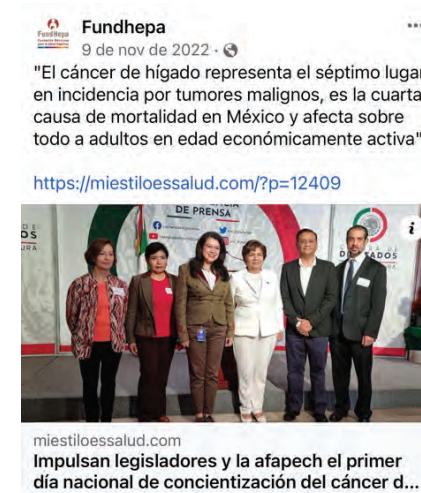 Fundhepa
9 de nov de 2022 ·
"El cáncer de hígado representa el séptimo lugar
en incidencia por tumores malignos, es la cuarta
causa de mortalidad en México y afecta sobre
todo a adultos en edad económicamente activa"
https://miestiloessalud.com/?p=12409
DE PRENSA
miestiloessalud.com
Impulsan legisladores y la afapech el primer
día nacional de concientización del cáncer d...